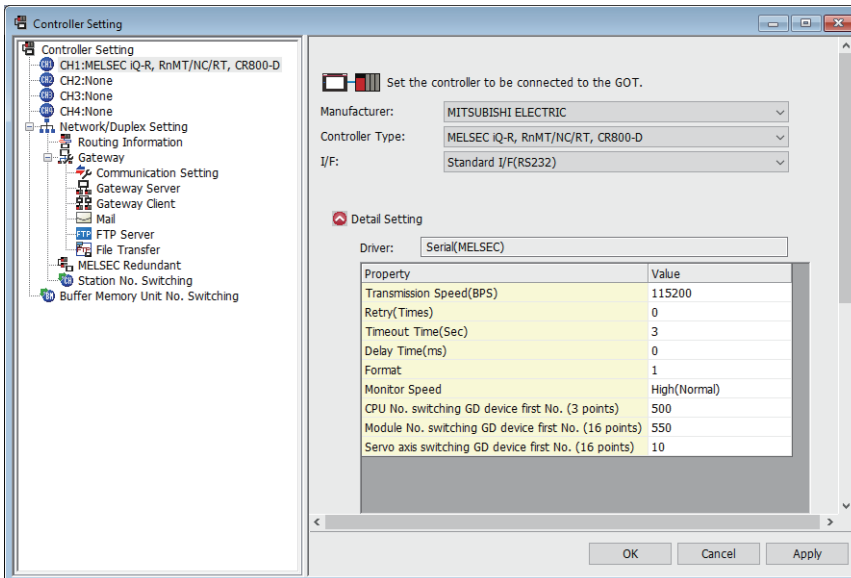 Controller Setting
Controller Setting
CH1:MELSEC iQ-R, RnMT/NC/RT, CR800-D
CH2:None
CH3:None
CH4:None
Network/Duplex Setting
Routing Information
Gateway
Communication Setting
Gateway Server
Gateway Client
Mail
FTP FTP Server
File Transfer
MELSEC Redundant
Station No. Switching
Buffer Memory Unit No. Switching
Set the controller to be connected to the GOT.
Manufacturer: MITSUBISHI ELECTRIC
Controller Type: MELSEC iQ-R, RnMT/NC/RT, CR800-D
I/F: Standard I/F(RS232)
Detail Setting
Driver: Serial(MELSEC)
Property Value
Transmission Speed(BPS) 115200
Retry(Times) 0
Timeout Time(Sec) 3
Delay Time(ms) 0
Format 1
Monitor Speed High(Normal)
CPU No. switching GD device first No. (3 points) 500
Module No. switching GD device first No. (16 points) 550
Servo axis switching GD device first No. (16 points) 10
OK Cancel Apply